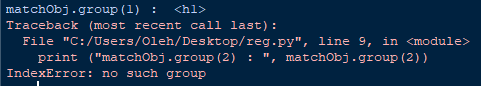 matchObj.group(1) :  <h1>
Traceback (most recent call last):
  File "C:/Users/Oleh/Desktop/reg.py", line 9, in <module>
    print ("matchObj.group(2) : ", matchObj.group(2))
IndexError: no such group